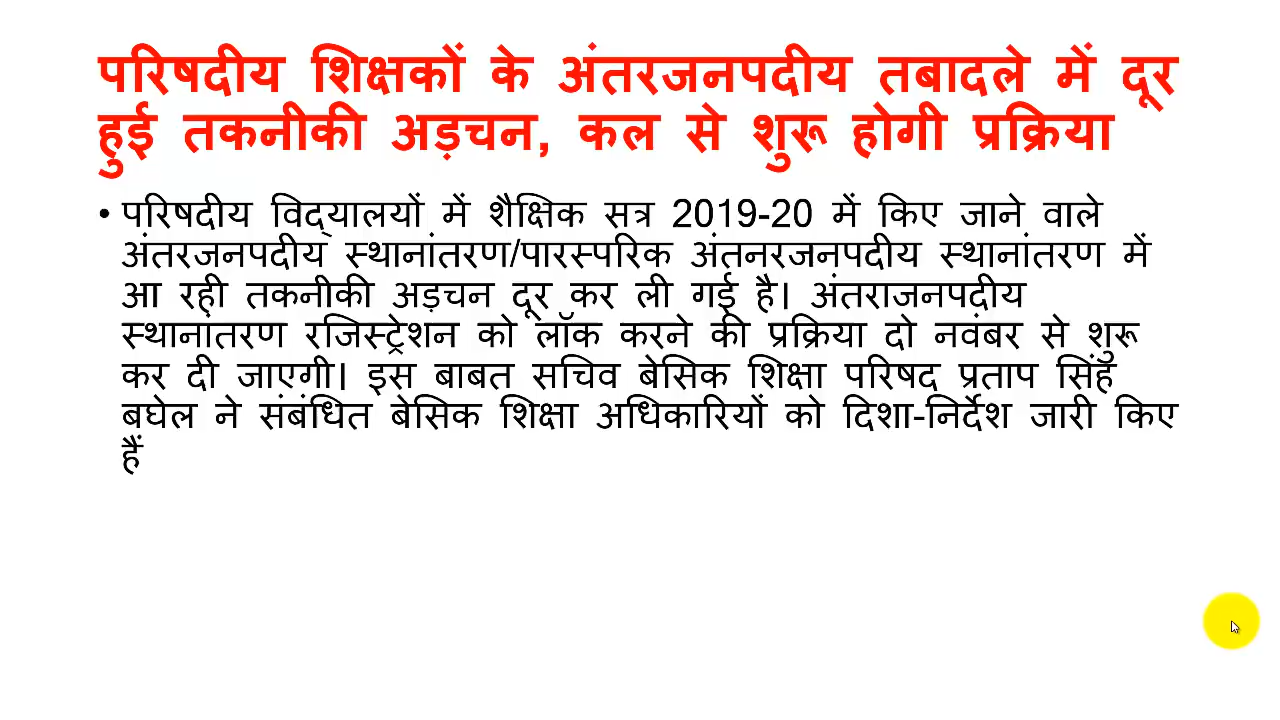 परिषदीय शिक्षकों के अंतरजनपदीय तबादले में दूर
हुई तकनीकी अड़चन, कल से शुरू होगी प्रक्रिया
• परिषदीय विद्यालयों में शैक्षिक सत्र 2019-20 में किए जाने वाले
अंतरजनपदीय स्थानांतरण/पारस्परिक अंतनरजनपदीय स्थानांतरण में
आ रही तकनीकी अड़चन दूर कर ली गई है। अंतराजनपदीय
स्थानांतरण रजिस्ट्रेशन को लॉक करने की प्रक्रिया दो नवंबर से शुरू
कर दी जाएगी। इस बाबत सचिव बेसिक शिक्षा परिषद प्रताप सिंह
बघेल ने संबंधित बेसिक शिक्षा अधिकारियों को दिशा-निर्देश जारी किए
हैं